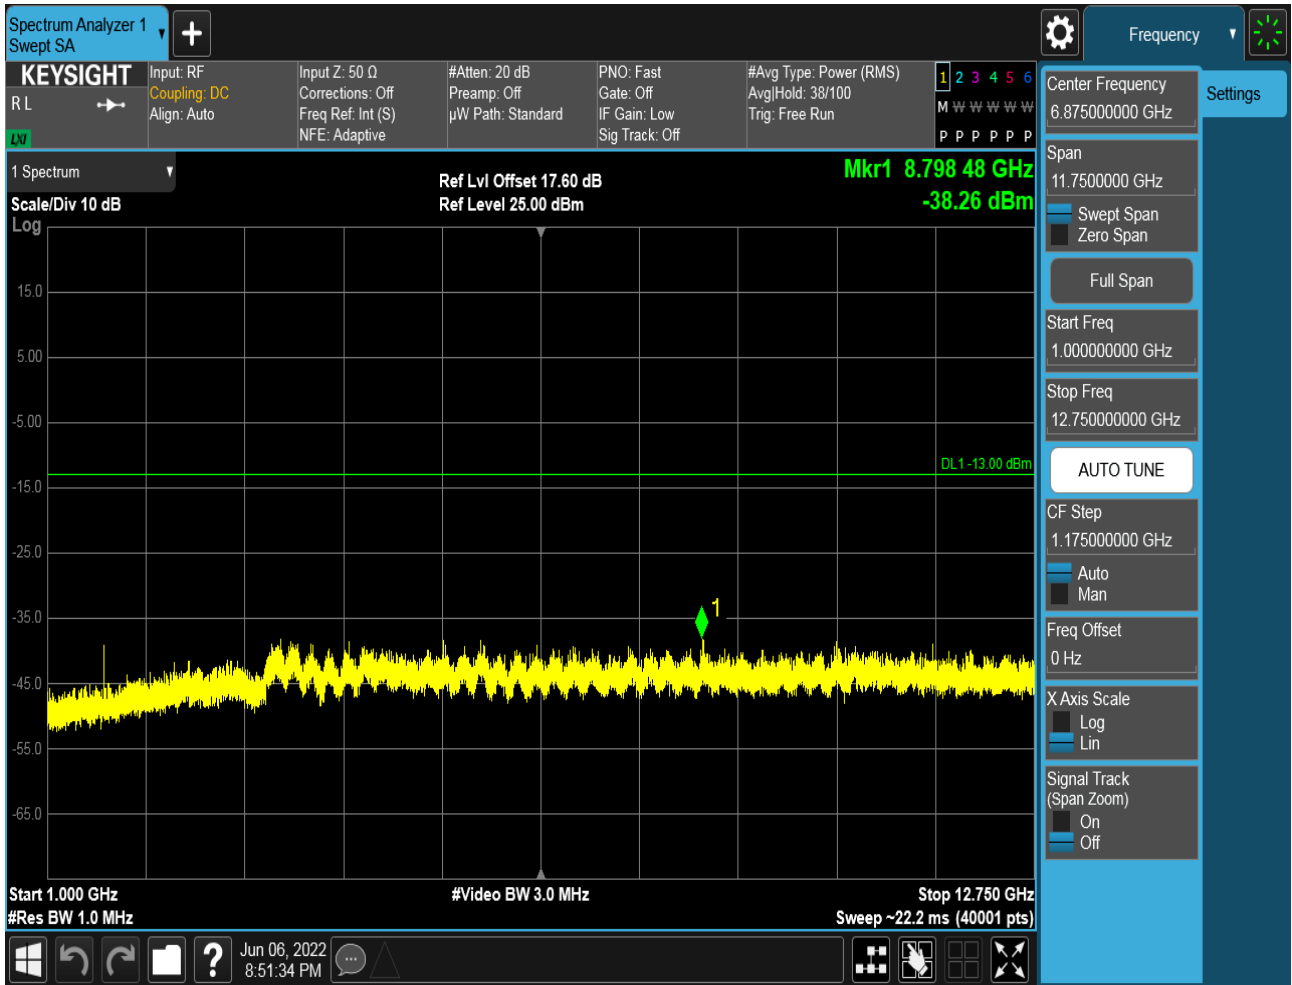 Spectrum Analyzer 1
Swept SA
Frequency
KEYSIGHT
R L
LXI
Input: RF
Coupling: DC
Align: Auto
Input Z: 50 Ω
Corrections: Off
Freq Ref: Int (S)
NFE: Adaptive
#Atten: 20 dB
Preamp: Off
µW Path: Standard
PNO: Fast
Gate: Off
IF Gain: Low
Sig Track: Off
#Avg Type: Power (RMS)
Avg|Hold: 38/100
Trig: Free Run
1 2 3 4 5 6
M W W W W W
P P P P P P
1 Spectrum
Scale/Div 10 dB
Log
Ref Lvl Offset 17.60 dB
Ref Level 25.00 dBm
Mkr1 8.798 48 GHz
-38.26 dBm
15.0
5.00
-5.00
DL1 -13.00 dBm
-15.0
-25.0
-35.0
1
-45.0
-55.0
-65.0
Start 1.000 GHz
#Video BW 3.0 MHz
Stop 12.750 GHz
#Res BW 1.0 MHz
Sweep ~22.2 ms (40001 pts)
?
Jun 06, 2022
8:51:34 PM
Center Frequency
6.875000000 GHz
Settings
Span
11.7500000 GHz
Swept Span
Zero Span
Full Span
Start Freq
1.000000000 GHz
Stop Freq
12.750000000 GHz
AUTO TUNE
CF Step
1.175000000 GHz
Auto
Man
Freq Offset
0 Hz
X Axis Scale
Log
Lin
Signal Track
(Span Zoom)
On
Off